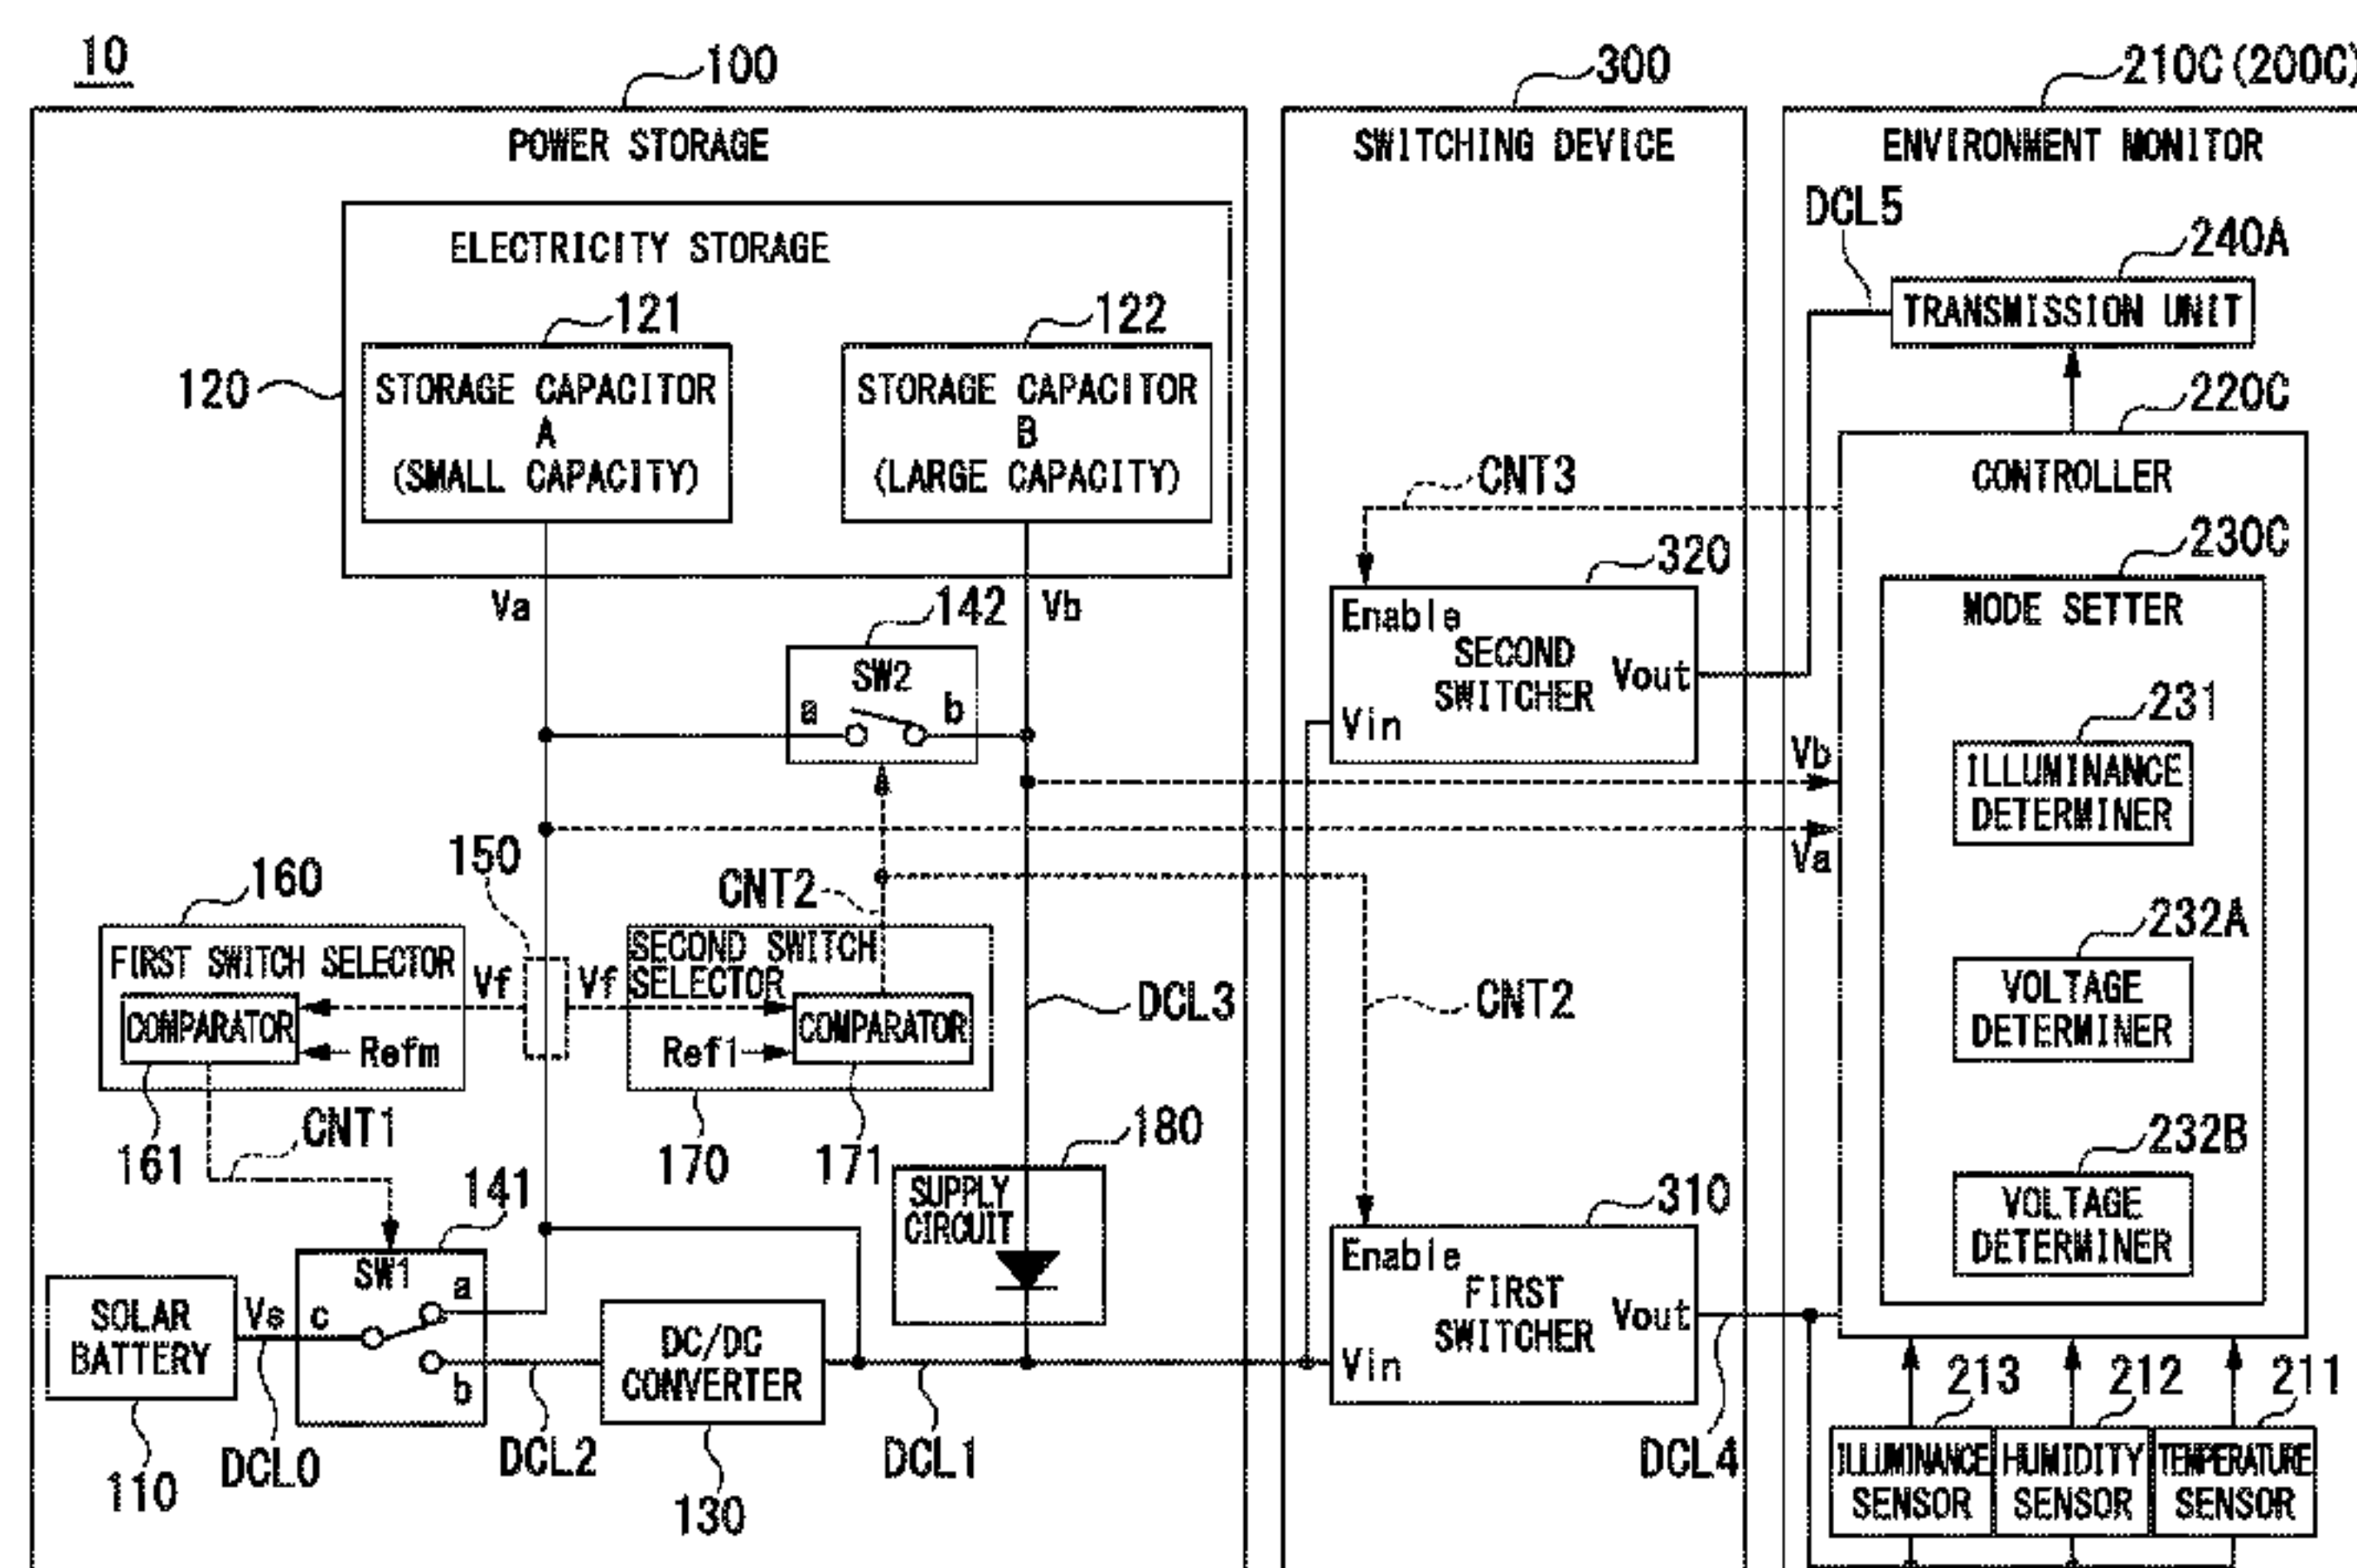 10
100
300
210C (200C)
POWER STORAGE
SWITCHING DEVICE
ENVIRONMENT MONITOR
DCL5
240A
TRANSMISSION UNIT
ELECTRICITY STORAGE
121
122
120
STORAGE CAPACITOR
A
(SMALL CAPACITY)
STORAGE CAPACITOR
B
(LARGE CAPACITY)
220C
CONTROLLER
CNT3
230C
MODE SETTER
320
Enable
SECOND
SWITCHER
Vout
Vin
Va
Vb
142
SW2
a
b
231
ILLUMINANCE
DETERMINER
Vb
Va
150
160
CNT2
FIRST SWITCH SELECTOR
Vf
Vf
SECOND SWITCH
SELECTOR
COMPARATOR
Refm
Ref1
COMPARATOR
DCL3
CNT2
232A
VOLTAGE
DETERMINER
161
CNT1
170
171
180
SUPPLY
CIRCUIT
141
SW1
a
c
b
310
Enable
FIRST
SWITCHER
Vout
Vin
232B
VOLTAGE
DETERMINER
SOLAR
BATTERY
Vs
DC/DC
CONVERTER
110
DCL0
DCL2
130
DCL1
DCL4
213
212
211
ILLUMINANCE
SENSOR
HUMIDITY
SENSOR
TEMPERATURE
SENSOR